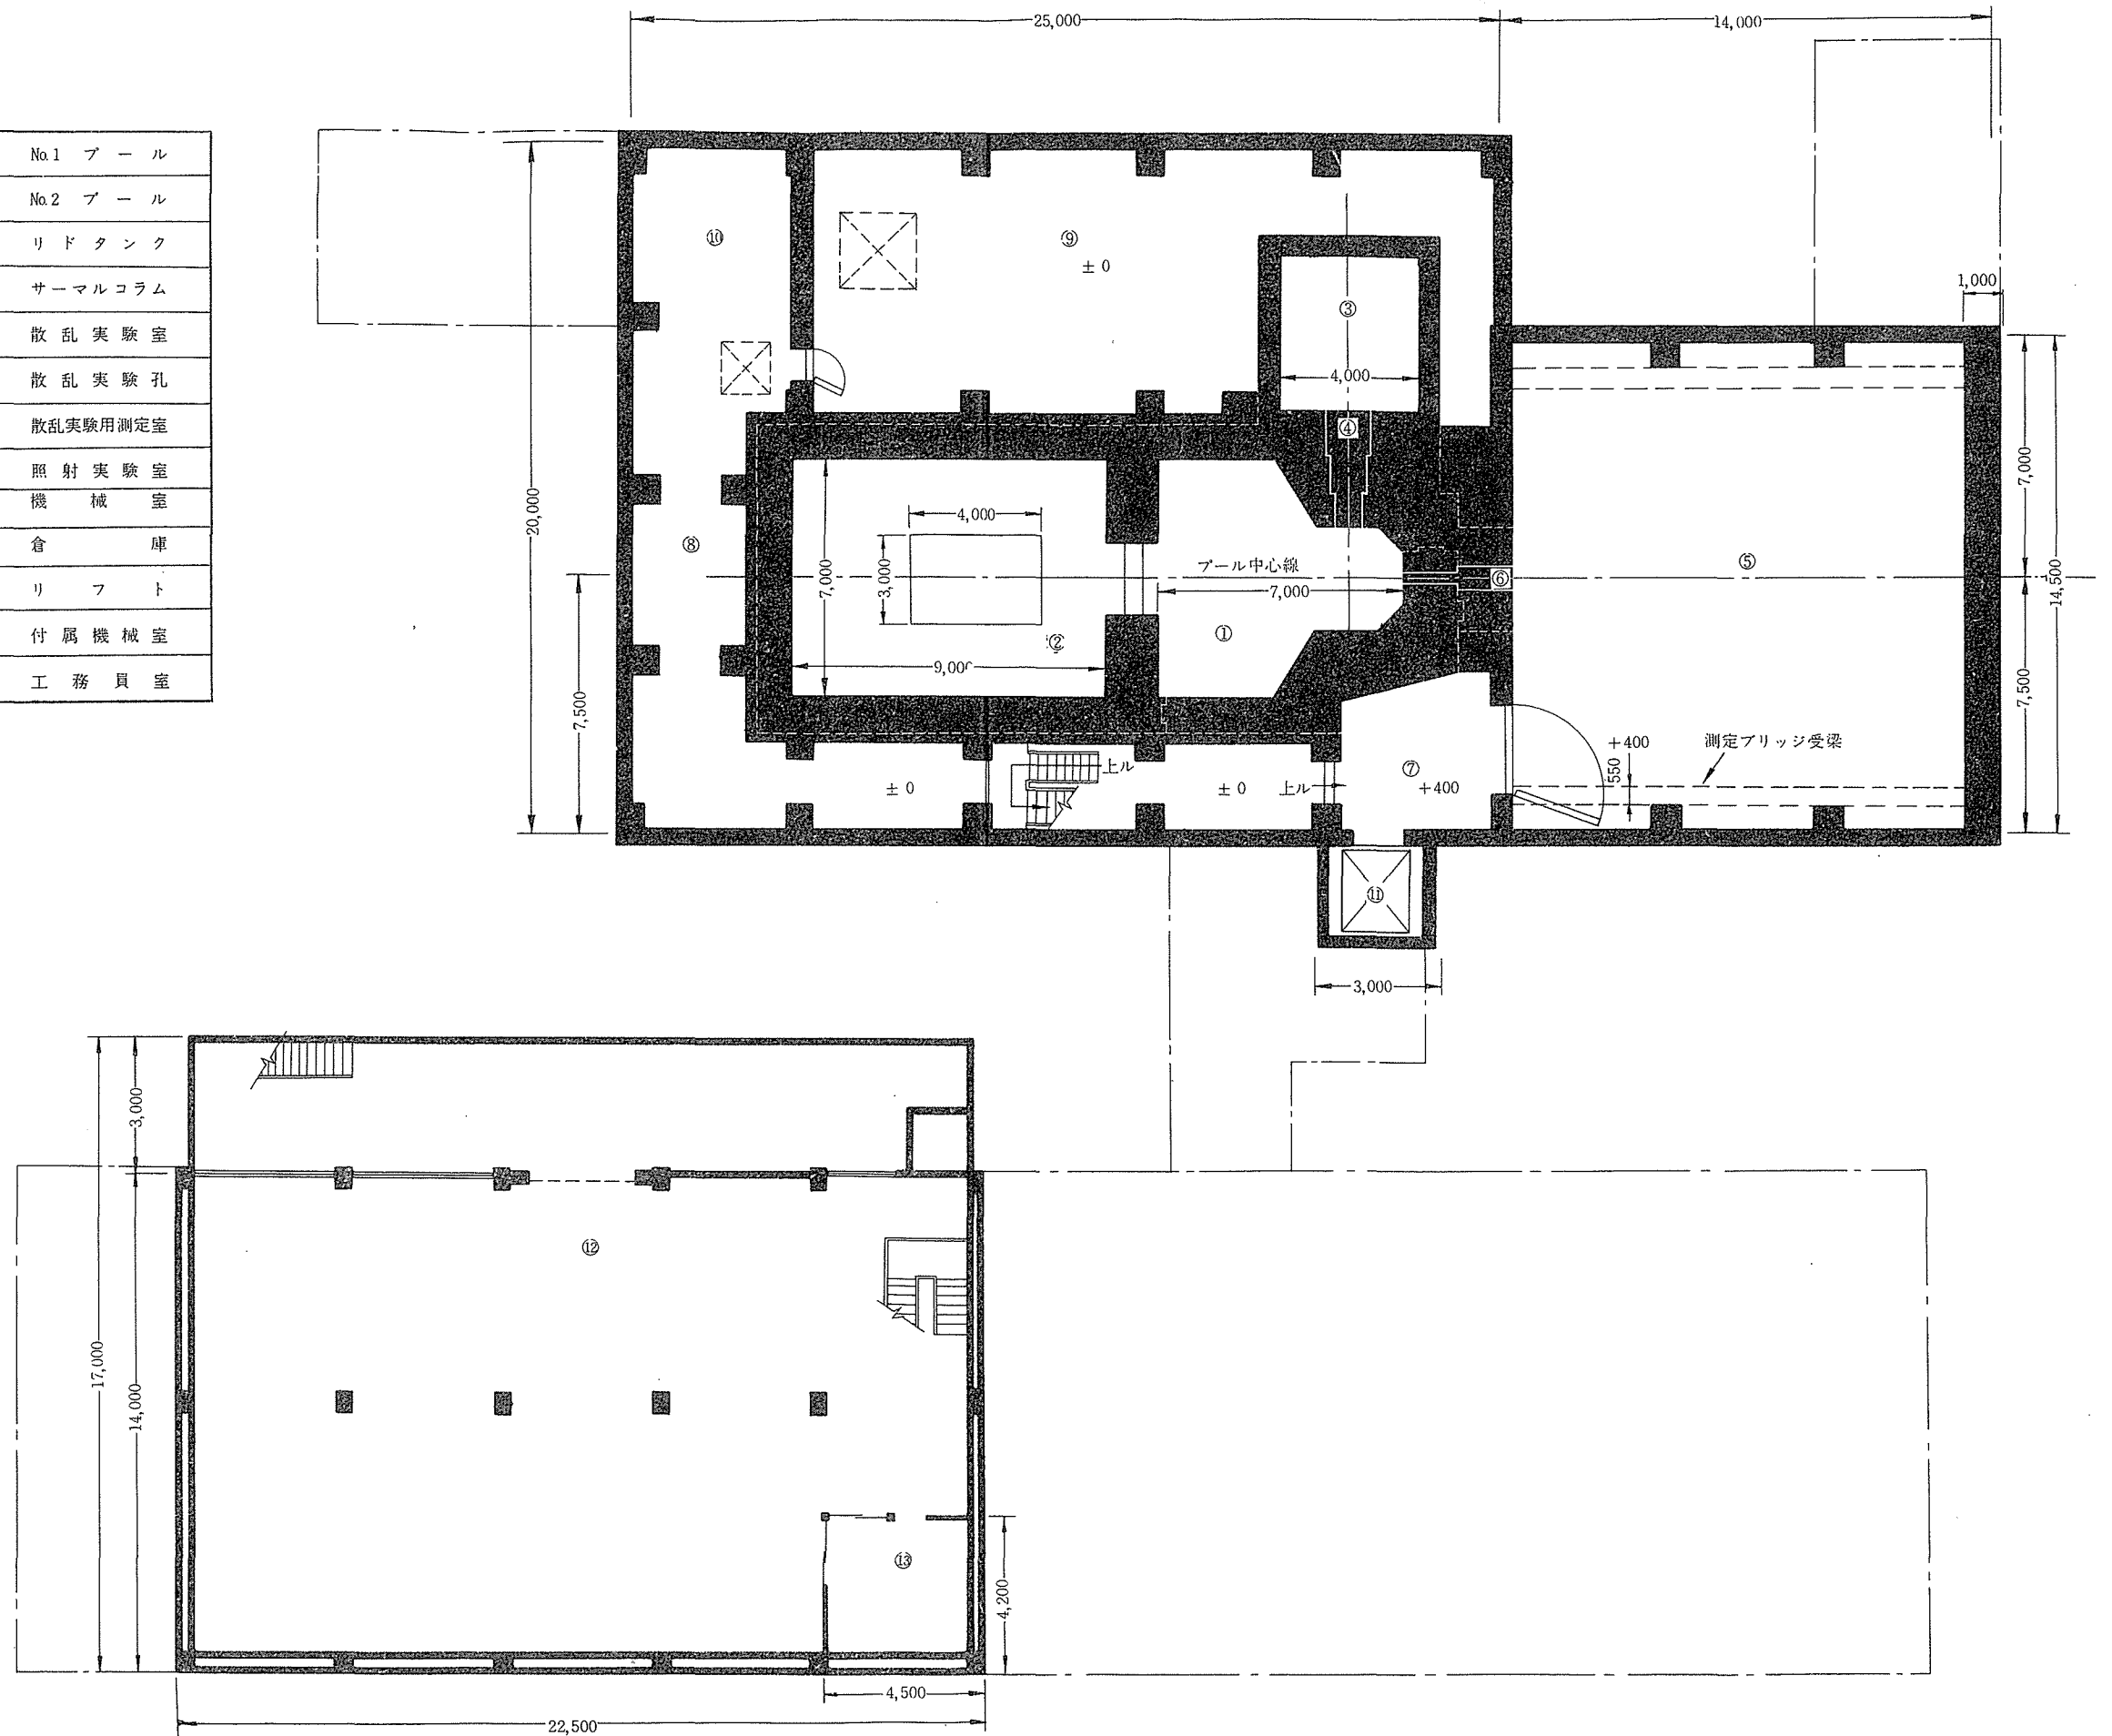 25,000
14,000
No.1 プール
No.2 プール
リドタンク
サーマルコラム
散乱実験室
散乱実験孔
散乱実験用測定室
照射実験室
機械室
倉庫
リフト
付属機械室
工務員室
⑩
⑨
± 0
③
4,000
④
1,000
20,000
7,500
⑧
7,000
4,000
3,000
②
9,000
プール中心線
7,000
①
⑥
⑤
7,000
14,500
7,500
± 0
上ル
± 0
上ル
⑦
+400
+400
550
測定ブリッジ受梁
⑪
3,000
3,000
17,000
14,000
⑫
⑬
4,200
4,500
22,500